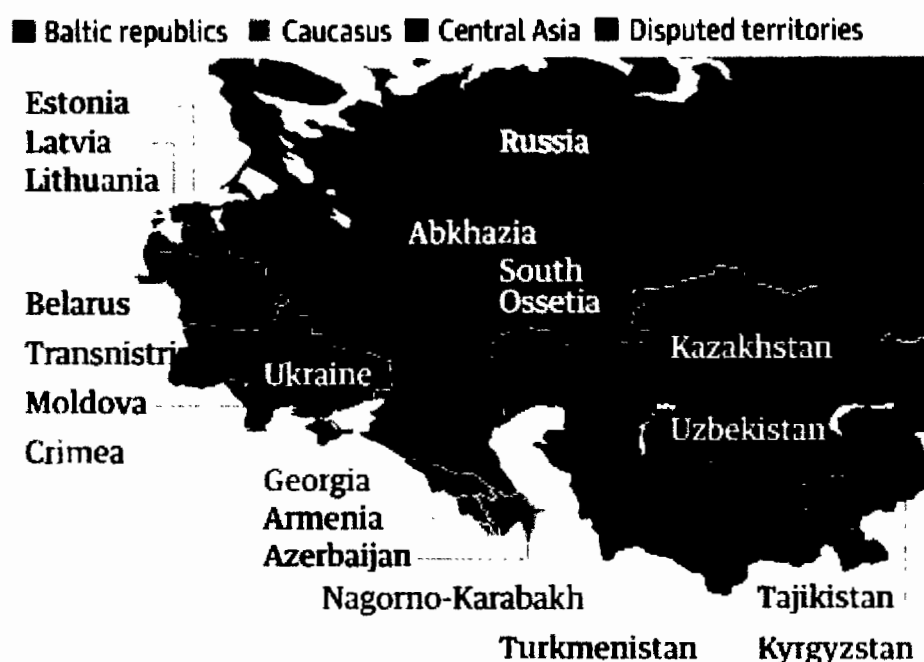 Baltic republics Caucasus Central Asia Disputed territories
Estonia
Latvia
Lithuania
Russia
Abkhazia
South
Ossetia
Belarus
Transnistri
Moldova
Crimea
Ukraine
Kazakhstan
Uzbekistan
Georgia
Armenia
Azerbaijan
Nagorno-Karabakh
Tajikistan
Turkmenistan
Kyrgyzstan